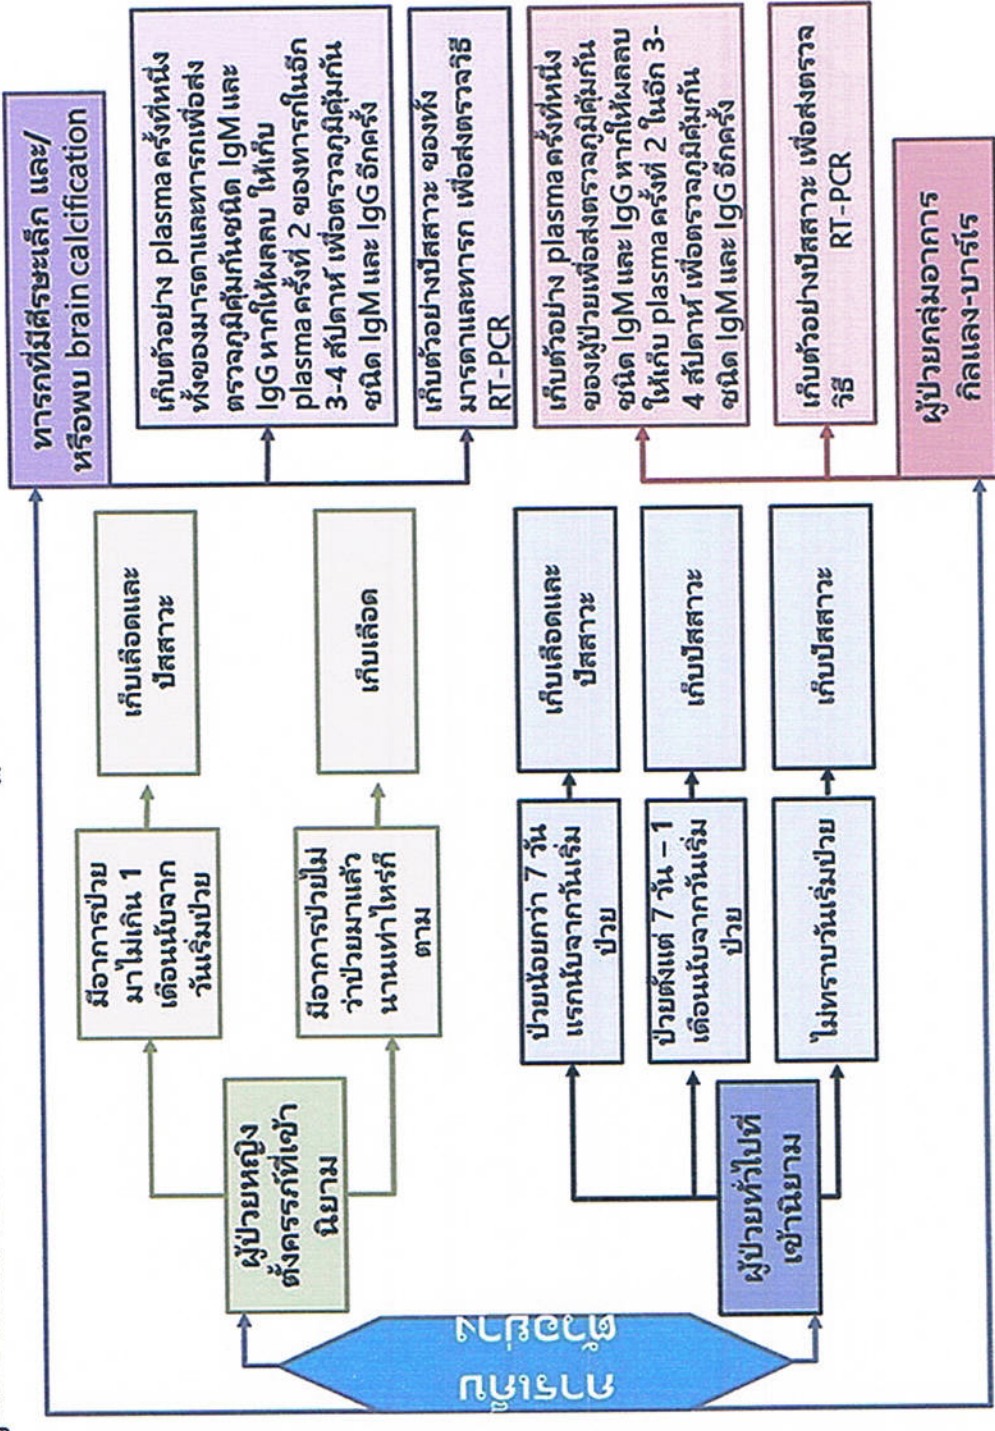 การเก็บ
ตัวอย่าง
ผู้ป่วยหญิง
ตั้งครรภ์ที่เข้า
นิยาม
มีอาการป่วย
มาไม่เกิน 1
เดือนนับจาก
วันเริ่มป่วย
เก็บเลือดและ
ปัสสาวะ
มีอาการป่วยไม่
ว่าป่วยมาแล้ว
นานเท่าไหร่ก็
ตาม
เก็บเลือด
ผู้ป่วยทั่วไปที่
เข้านิยาม
ป่วยน้อยกว่า 7 วัน
แรกนับจากวันเริ่ม
ป่วย
เก็บเลือดและ
ปัสสาวะ
ป่วยตั้งแต่ 7 วัน – 1
เดือนนับจากวันเริ่ม
ป่วย
เก็บปัสสาวะ
ไม่ทราบวันเริ่มป่วย
เก็บปัสสาวะ
ทารกที่มีศีรษะเล็ก และ/
หรือพบ brain calcification
เก็บตัวอย่าง plasma ครั้งที่หนึ่ง
ทั้งของมารดาและทารกเพื่อส่ง
ตรวจภูมิคุ้มกันชนิด IgM และ
IgG หากให้ผลลบ ให้เก็บ
plasma ครั้งที่ 2 ของทารกในอีก
3-4 สัปดาห์ เพื่อตรวจภูมิคุ้มกัน
ชนิด IgM และ IgG อีกครั้ง
เก็บตัวอย่างปัสสาวะ ของทั้ง
มารดาและทารก เพื่อส่งตรวจวิธี
RT-PCR
เก็บตัวอย่าง plasma ครั้งที่หนึ่ง
ของผู้ป่วยเพื่อส่งตรวจภูมิคุ้มกัน
ชนิด IgM และ IgG หากให้ผลลบ
ให้เก็บ plasma ครั้งที่ 2 ในอีก 3-
4 สัปดาห์ เพื่อตรวจภูมิคุ้มกัน
ชนิด IgM และ IgG อีกครั้ง
เก็บตัวอย่างปัสสาวะ เพื่อส่งตรวจ
วิธี RT-PCR
ผู้ป่วยกลุ่มอาการ
กิลแลง-บาร์เร